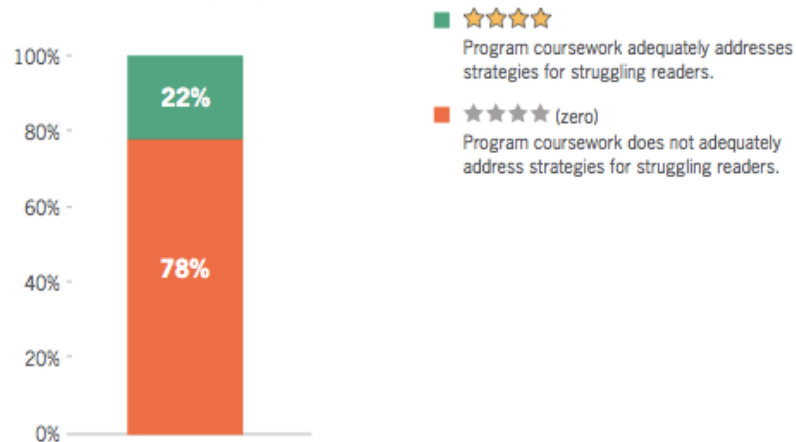 100%
80%
60%
40%
20%
0%
22%
78%
Program coursework adequately addresses
strategies for struggling readers.
(zero)
Program coursework does not adequately
address strategies for struggling readers.